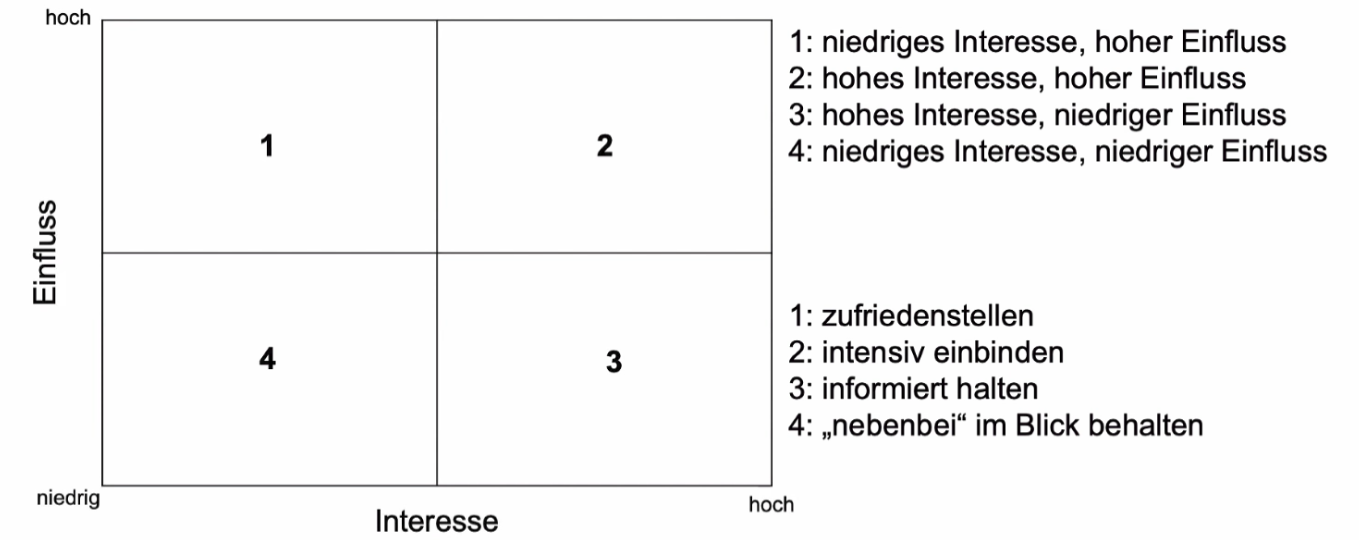 hoch
1: niedriges Interesse, hoher Einfluss
2: hohes Interesse, hoher Einfluss
3: hohes Interesse, niedriger Einfluss
4: niedriges Interesse, niedriger Einfluss
1
2
Einfluss
4
3
1: zufriedenstellen
2: intensiv einbinden
3: informiert halten
4: „nebenbei“ im Blick behalten
niedrig
Interesse
hoch